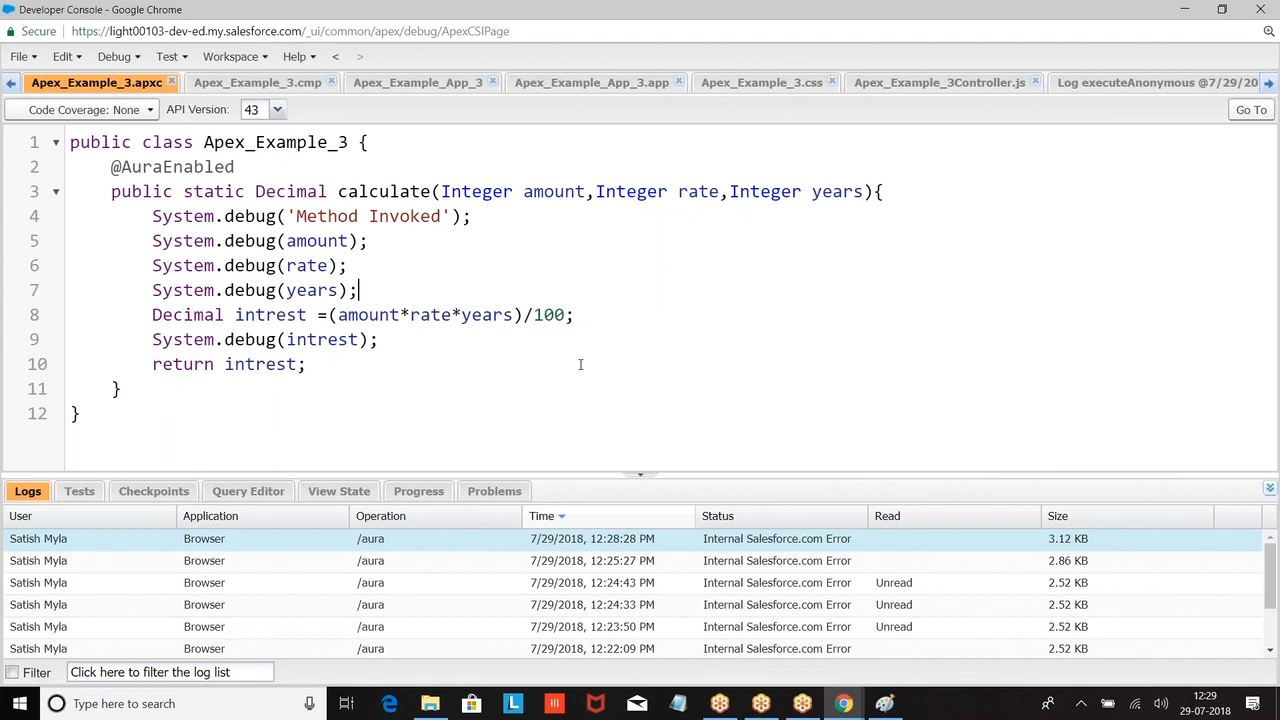 Developer Console - Google Chrome
Secure https://light00103-dev-ed.my.salesforce.com/_ui/common/apex/debug/ApexCSIPage
File Edit Debug Test Workspace Help < >
Apex_Example_3.apxc Apex_Example_3.cmp Apex_Example_App_3 Apex_Example_App_3.app Apex_Example_3.css Apex_Example_3Controller.js Log executeAnonymous @7/29/20
Code Coverage: None API Version: 43 Go To
1 public class Apex_Example_3 {
2 @AuraEnabled
3 public static Decimal calculate(Integer amount,Integer rate,Integer years){
4 System.debug('Method Invoked');
5 System.debug(amount);
6 System.debug(rate);
7 System.debug(years);
8 Decimal intrest =(amount*rate*years)/100;
9 System.debug(intrest);
10 return intrest;
11 }
12 }
Logs Tests Checkpoints Query Editor View State Progress Problems
User Application Operation Time Status Read Size
Satish Myla Browser /aura 7/29/2018, 12:28:28 PM Internal Salesforce.com Error 3.12 KB
Satish Myla Browser /aura 7/29/2018, 12:25:27 PM Internal Salesforce.com Error 2.86 KB
Satish Myla Browser /aura 7/29/2018, 12:24:43 PM Internal Salesforce.com Error Unread 2.52 KB
Satish Myla Browser /aura 7/29/2018, 12:24:33 PM Internal Salesforce.com Error Unread 2.52 KB
Satish Myla Browser /aura 7/29/2018, 12:23:50 PM Internal Salesforce.com Error Unread 2.52 KB
Satish Myla Browser /aura 7/29/2018, 12:22:09 PM Internal Salesforce.com Error 2.52 KB
Filter Click here to filter the log list
Type here to search 12:29
29-07-2018